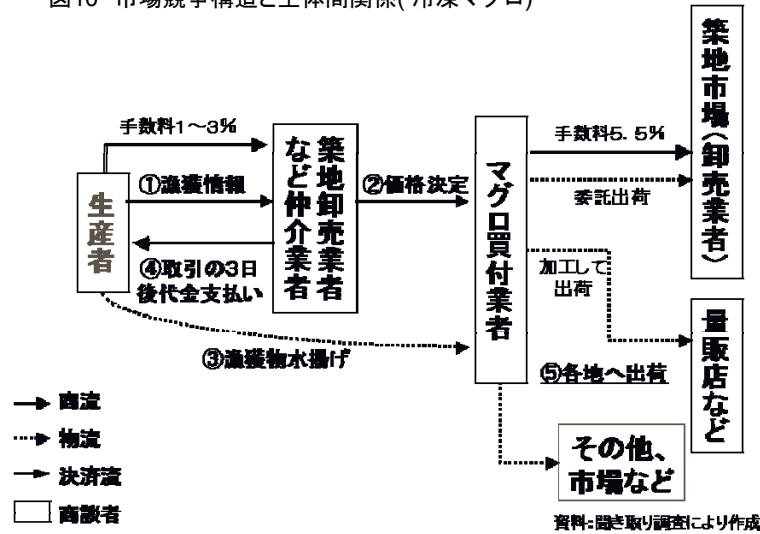 図10 市場競争構造と主体間関係(冷凍マグロ)
手数料1～3%
①漁獲情報
生産者
④取引の3日
後代金支払い
築地卸売業者
など仲介業者
②価格決定
③漁獲物水揚げ
マグロ買付業者
手数料5.5%
委託出荷
加工して
出荷
⑤各地へ出荷
築地市場(卸売業者)
量販店など
その他、
市場など
商流
物流
決済流
商談者
資料:聞き取り調査により作成